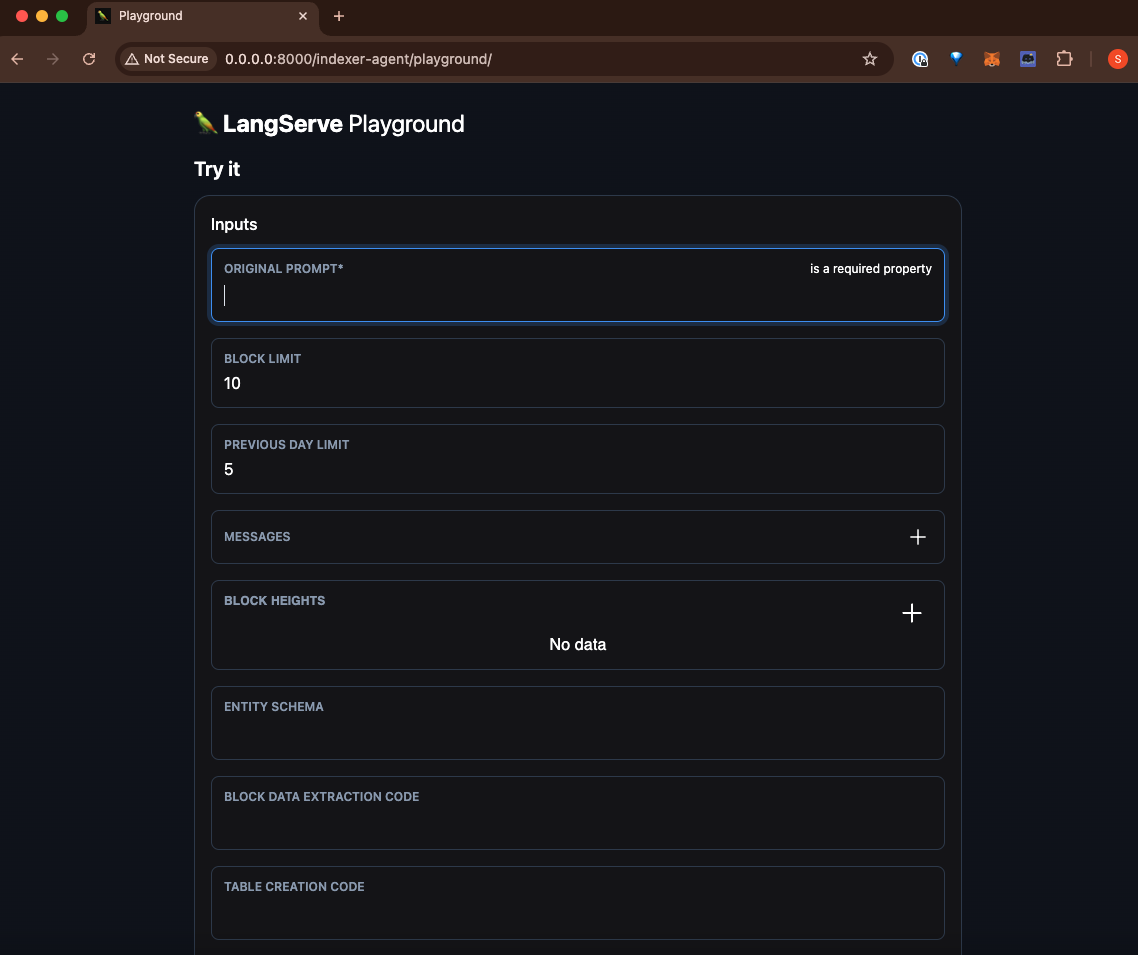 Playground
Not Secure
0.0.0.0:8000/indexer-agent/playground/
S
LangServe Playground
Try it
Inputs
ORIGINAL PROMPT*
is a required property
BLOCK LIMIT
10
PREVIOUS DAY LIMIT
5
MESSAGES
BLOCK HEIGHTS
No data
ENTITY SCHEMA
BLOCK DATA EXTRACTION CODE
TABLE CREATION CODE